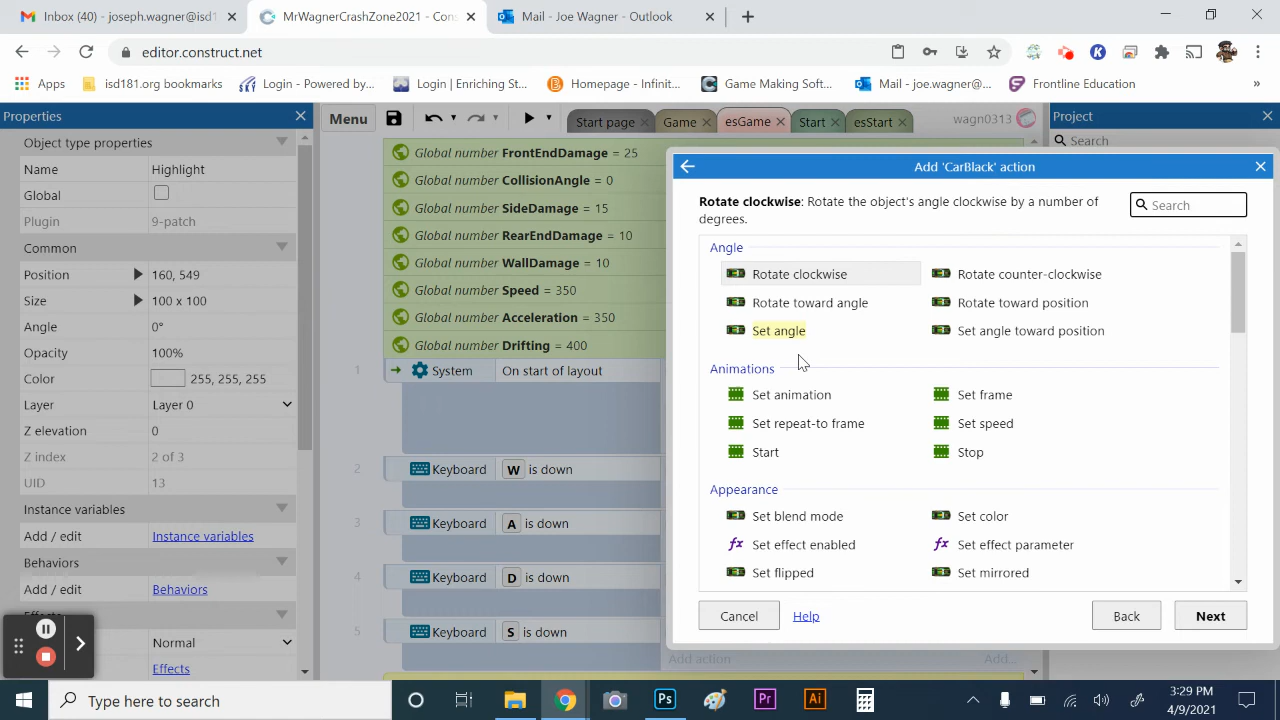 Inbox (40) - joseph.wagner@isd1
MrWagnerCrashZone2021 - Cons
Mail - Joe Wagner - Outlook
editor.construct.net
Apps
isd181.org bookmarks
Login - Powered by...
Login | Enriching St...
Homepage - Infinit...
Game Making Soft...
Mail - joe.wagner@...
Frontline Education
»
Properties
Menu
Start page
Game
esGame
Start
esStart
wagn0313
Project
Search
Object type properties
Name Highlight
Global
Plugin 9-patch
Common
Position 160, 549
Size 100 x 100
Angle 0°
Opacity 100%
Color 255, 255, 255
Layer Layer 0
Z elevation 0
Z index 2 of 3
UID 13
Instance variables
Add / edit Instance variables
Behaviors
Add / edit Behaviors
Effects
Normal
Effects
Global number FrontEndDamage = 25
Global number CollisionAngle = 0
Global number SideDamage = 15
Global number RearEndDamage = 10
Global number WallDamage = 10
Global number Speed = 350
Global number Acceleration = 350
Global number Drifting = 400
1 System On start of layout
2 Keyboard W is down
3 Keyboard A is down
4 Keyboard D is down
5 Keyboard S is down
Add action
Add...
Add 'CarBlack' action
Rotate clockwise: Rotate the object's angle clockwise by a number of
degrees.
Search
Angle
Rotate clockwise Rotate counter-clockwise
Rotate toward angle Rotate toward position
Set angle Set angle toward position
Animations
Set animation Set frame
Set repeat-to frame Set speed
Start Stop
Appearance
Set blend mode Set color
Set effect enabled Set effect parameter
Set flipped Set mirrored
Cancel Help Back Next
Type here to search
Ps
Pr
Ai
3:29 PM
4/9/2021